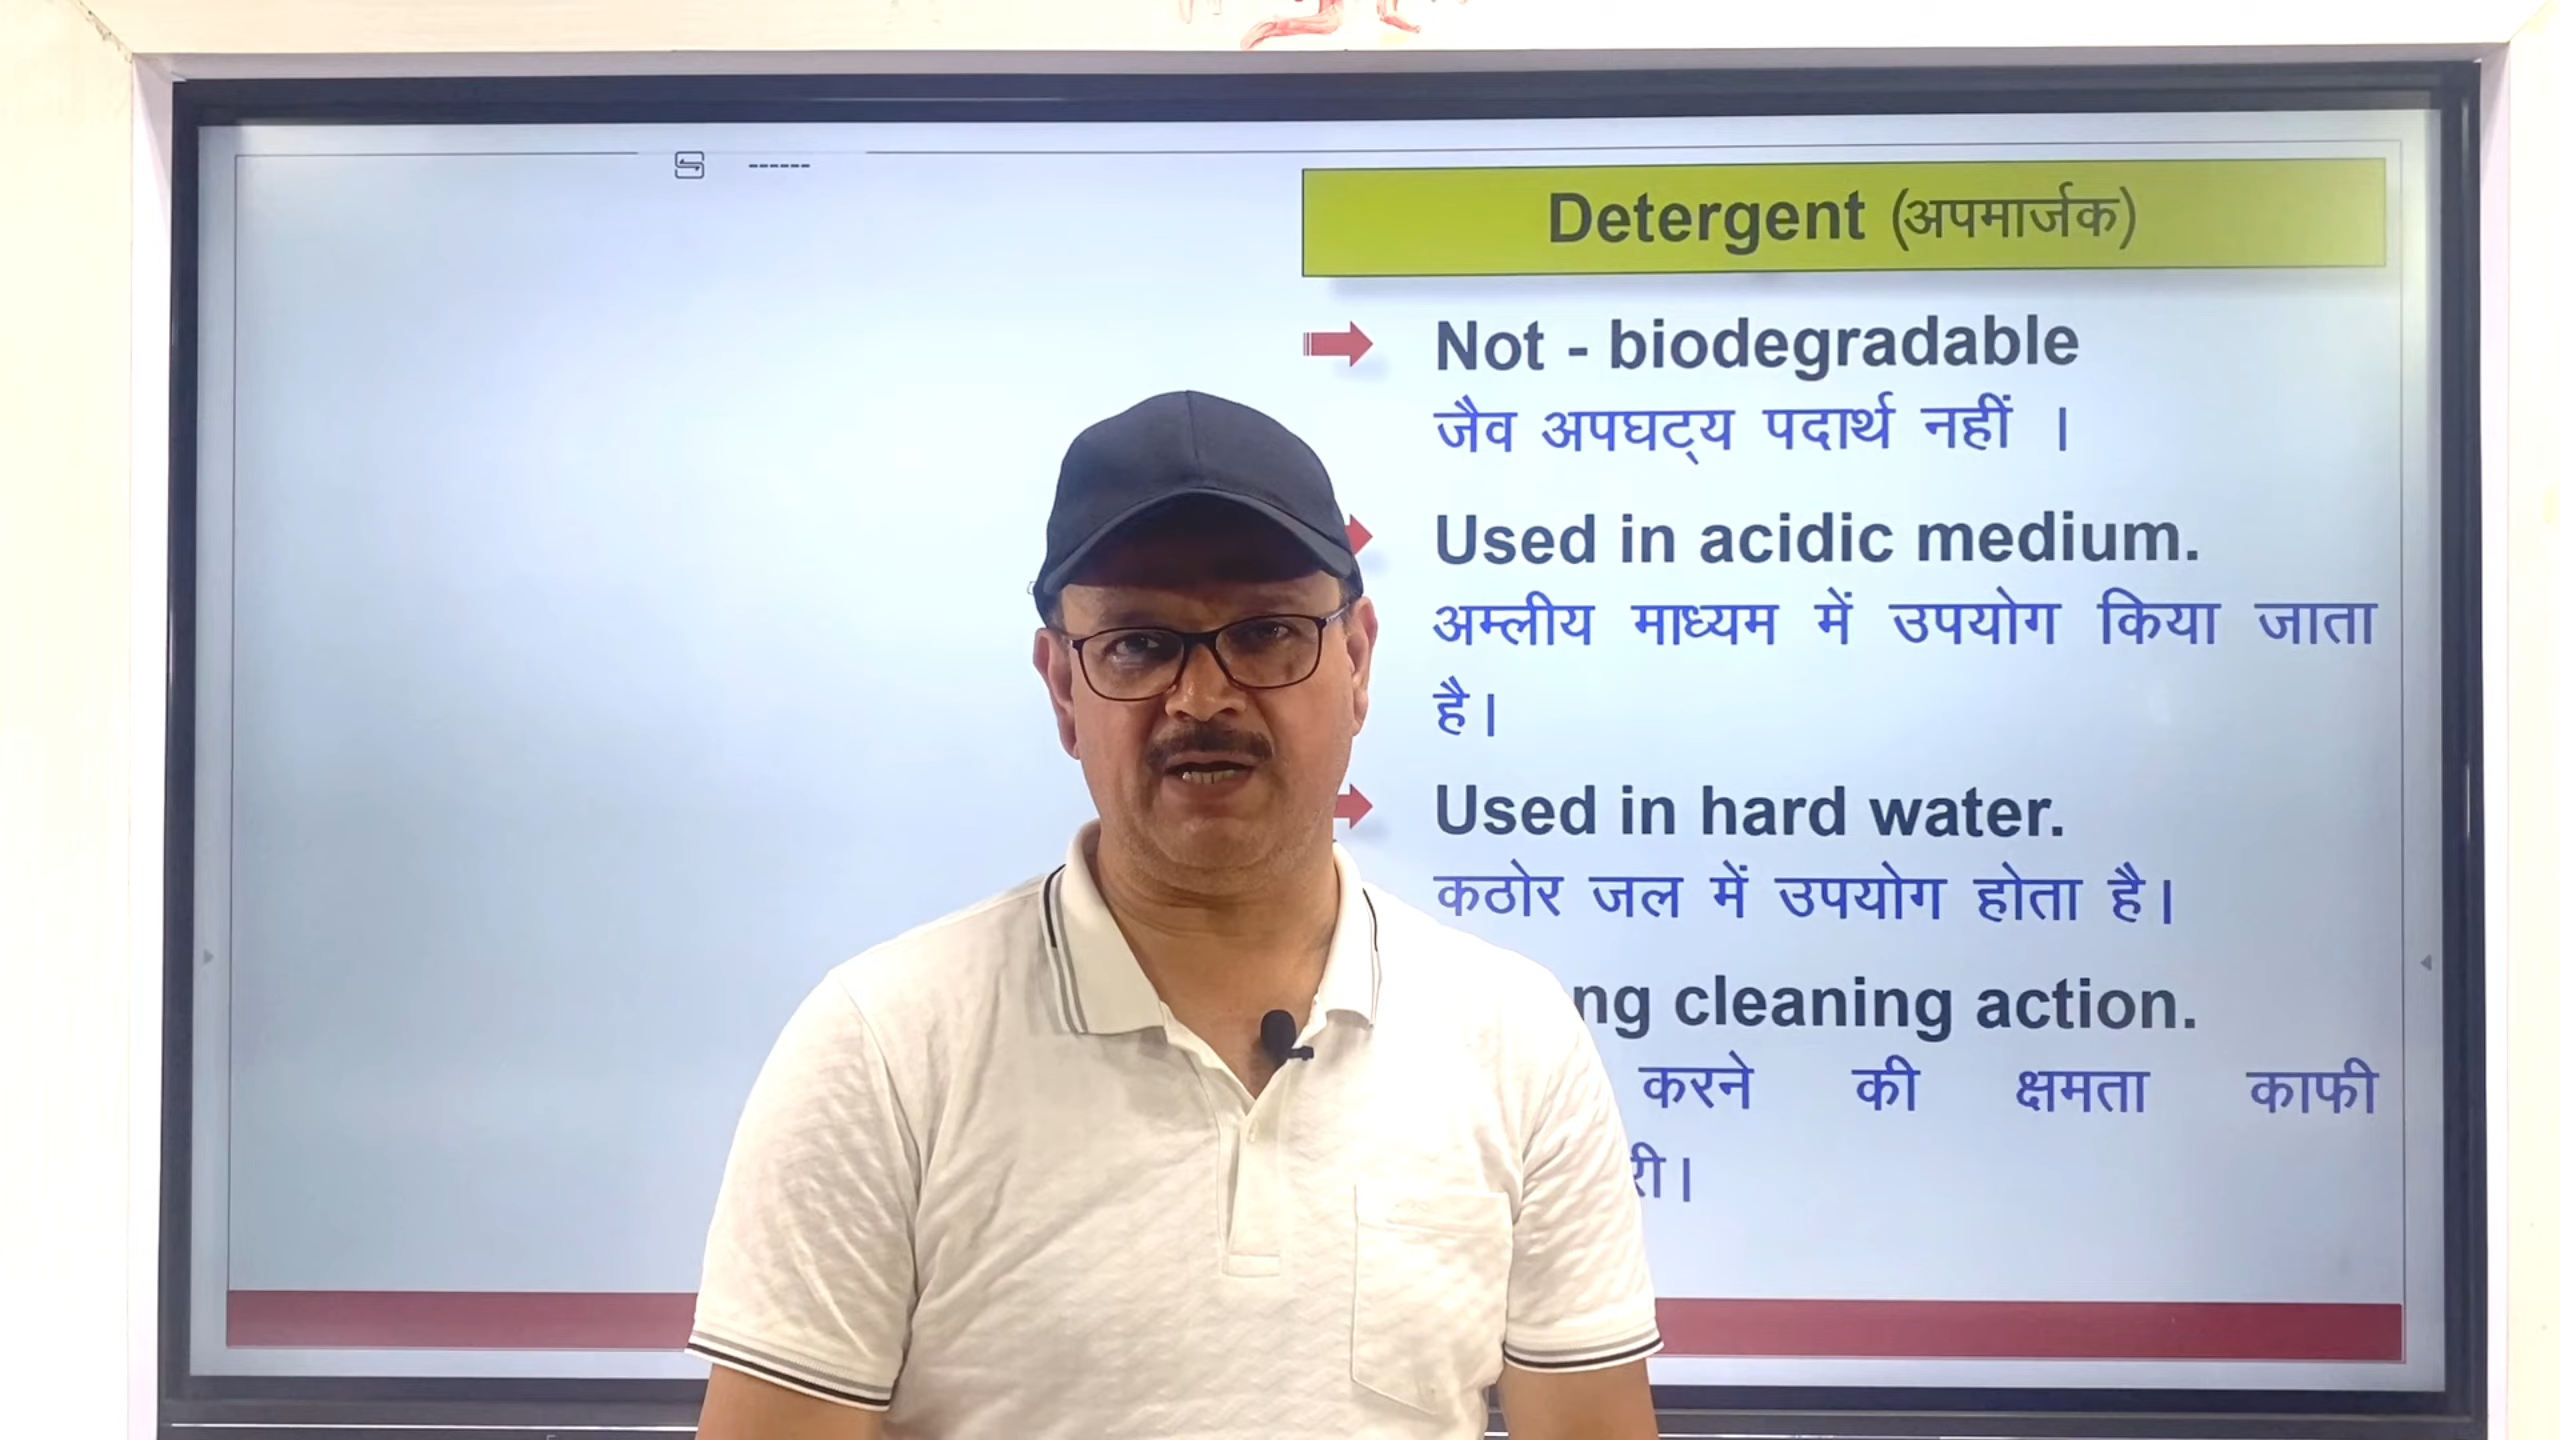 ------
Detergent (अपमार्जक)
Not - biodegradable
जैव अपघट्य पदार्थ नहीं ।
Used in acidic medium.
अम्लीय माध्यम में उपयोग किया जाता
है।
Used in hard water.
कठोर जल में उपयोग होता है।
ng cleaning action.
करने की क्षमता काफी
री।